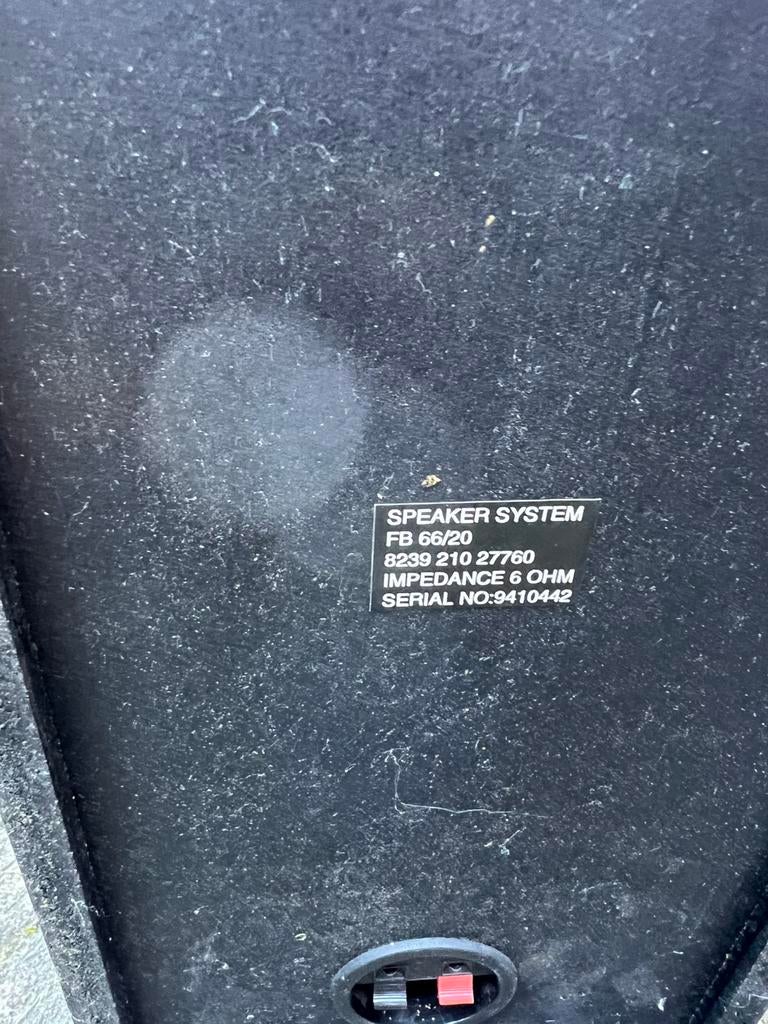 SPEAKER SYSTEM
FB 66/20
8239 210 27760
IMPEDANCE 6 OHM
SERIAL NO:9410442